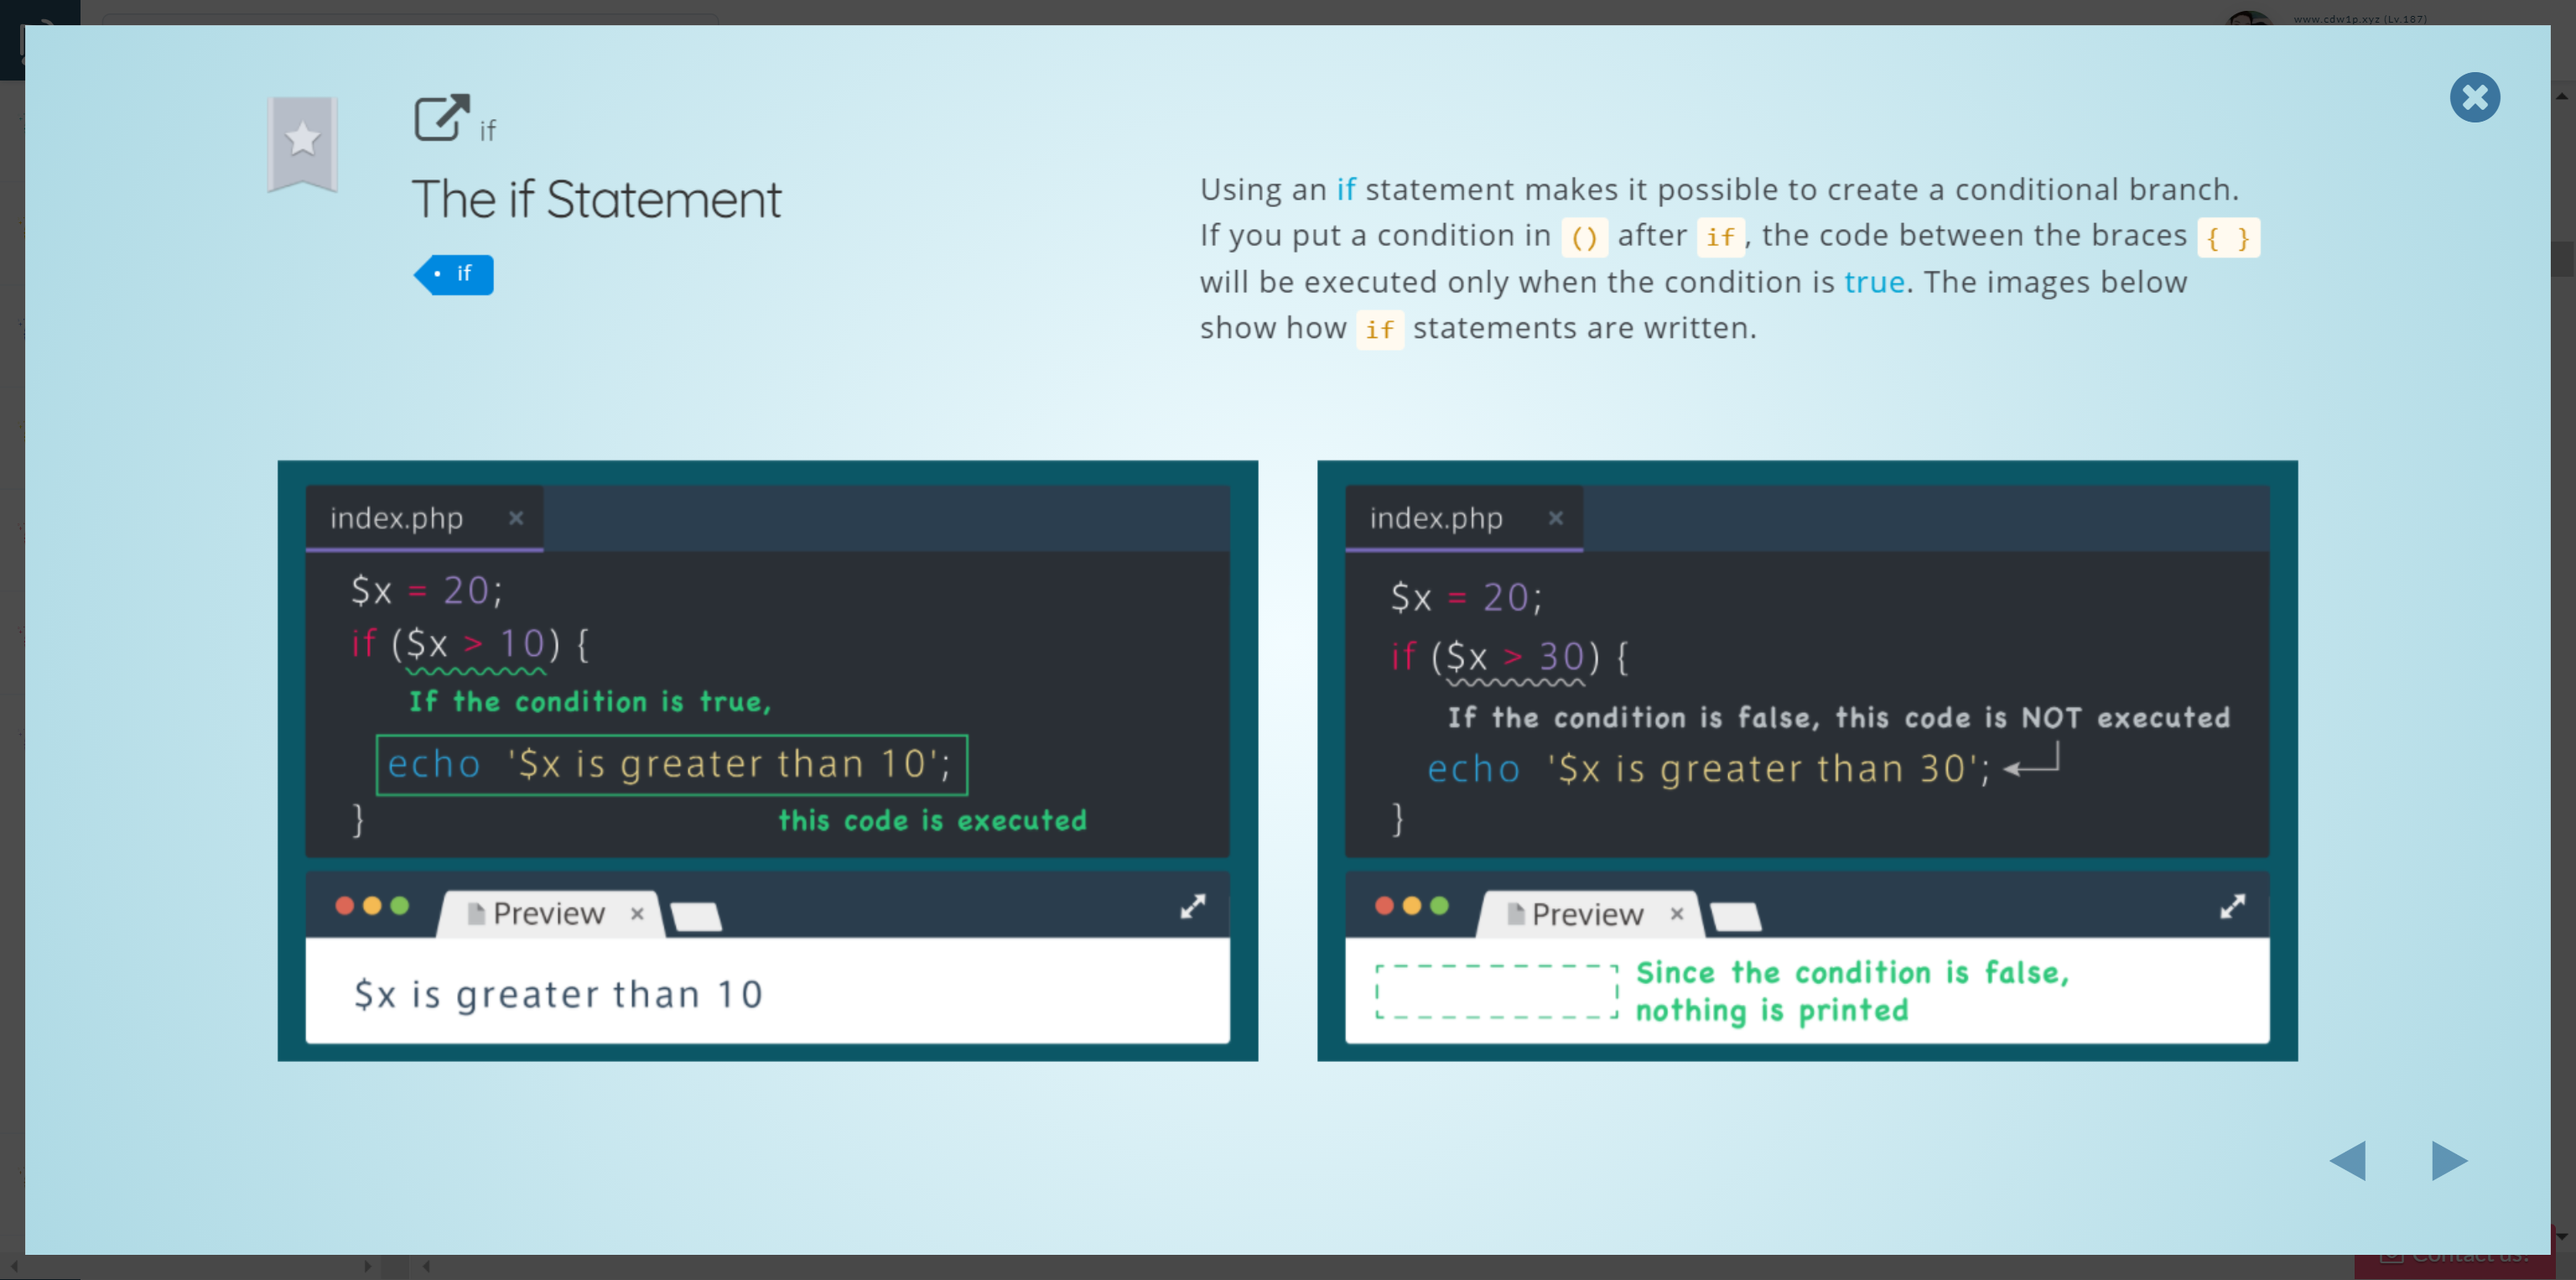 www.cdw1p.xyz (Lv.187)
if
The if Statement
if
Using an if statement makes it possible to create a conditional branch.
If you put a condition in () after if, the code between the braces { }
will be executed only when the condition is true. The images below
show how if statements are written.
index.php
$x = 20;
if ($x > 10) {
If the condition is true,
echo '$x is greater than 10';
}
this code is executed
Preview
$x is greater than 10
index.php
$x = 20;
if ($x > 30) {
If the condition is false, this code is NOT executed
echo '$x is greater than 30';
}
Preview
Since the condition is false,
nothing is printed
Contact us!